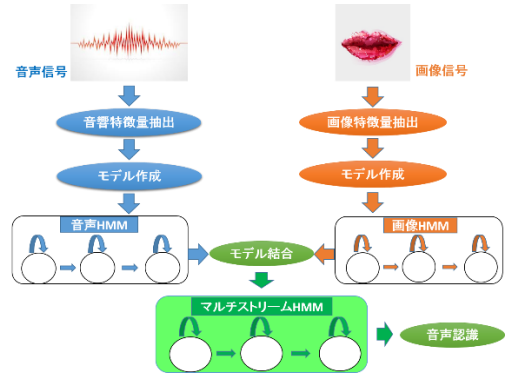 音声信号
画像信号
音響特徴量抽出
画像特徴量抽出
モデル作成
モデル作成
音声HMM
画像HMM
モデル結合
マルチストリームHMM
音声認識